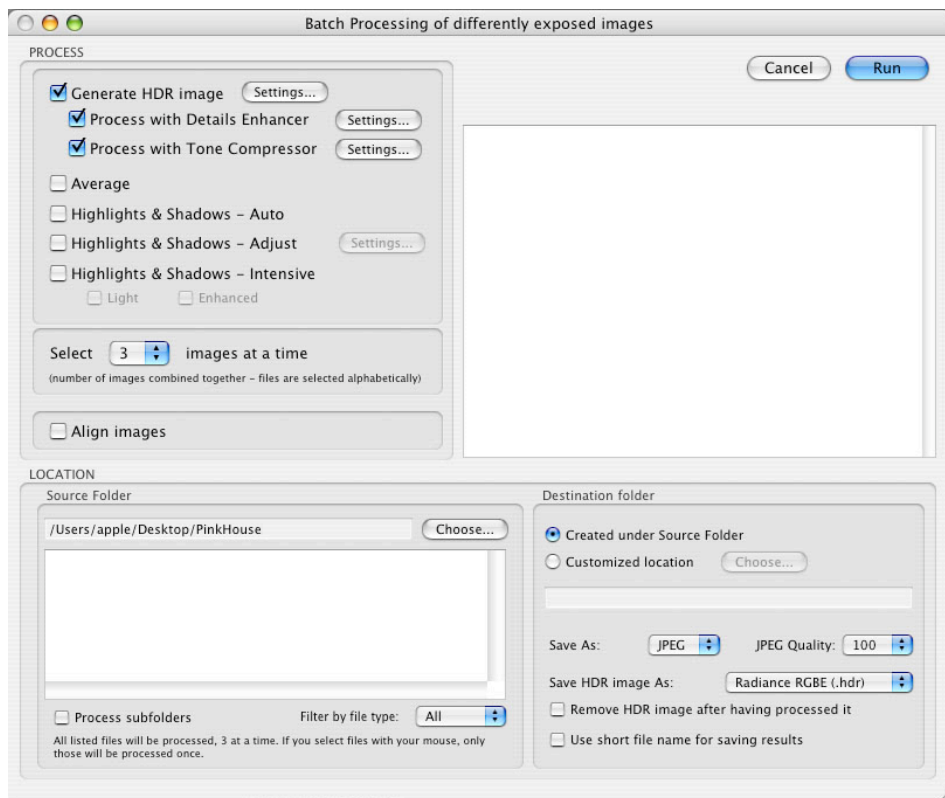 Batch Processing of differently exposed images
PROCESS
Cancel
Run
Generate HDR image
Settings...
Process with Details Enhancer
Settings...
Process with Tone Compressor
Settings...
Average
Highlights & Shadows – Auto
Highlights & Shadows – Adjust
Settings...
Highlights & Shadows – Intensive
Light
Enhanced
Select 3 images at a time
(number of images combined together – files are selected alphabetically)
Align images
LOCATION
Source Folder
/Users/apple/Desktop/PinkHouse
Choose...
Process subfolders
Filter by file type: All
All listed files will be processed, 3 at a time. If you select files with your mouse, only
those will be processed once.
Destination folder
Created under Source Folder
Customized location
Choose...
Save As: JPEG
JPEG Quality: 100
Save HDR image As: Radiance RGBE (.hdr)
Remove HDR image after having processed it
Use short file name for saving results